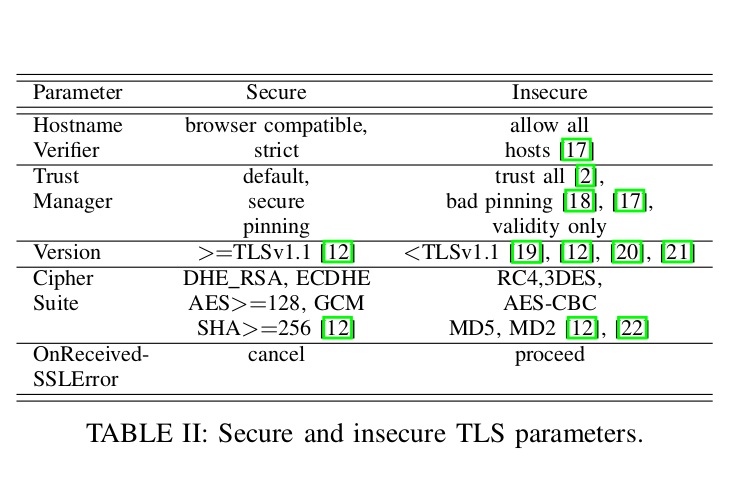 Parameter Secure Insecure
Hostname browser compatible, allow all
Verifier strict hosts [17]
Trust default, trust all [2],
Manager secure bad pinning [18], [17],
pinning validity only
Version >=TLSv1.1 [12] <TLSv1.1 [19], [12], [20], [21]
Cipher DHE_RSA, ECDHE RC4,3DES,
Suite AES>=128, GCM AES-CBC
SHA>=256 [12] MD5, MD2 [12], [22]
OnReceived- cancel proceed
SSLError
TABLE II: Secure and insecure TLS parameters.